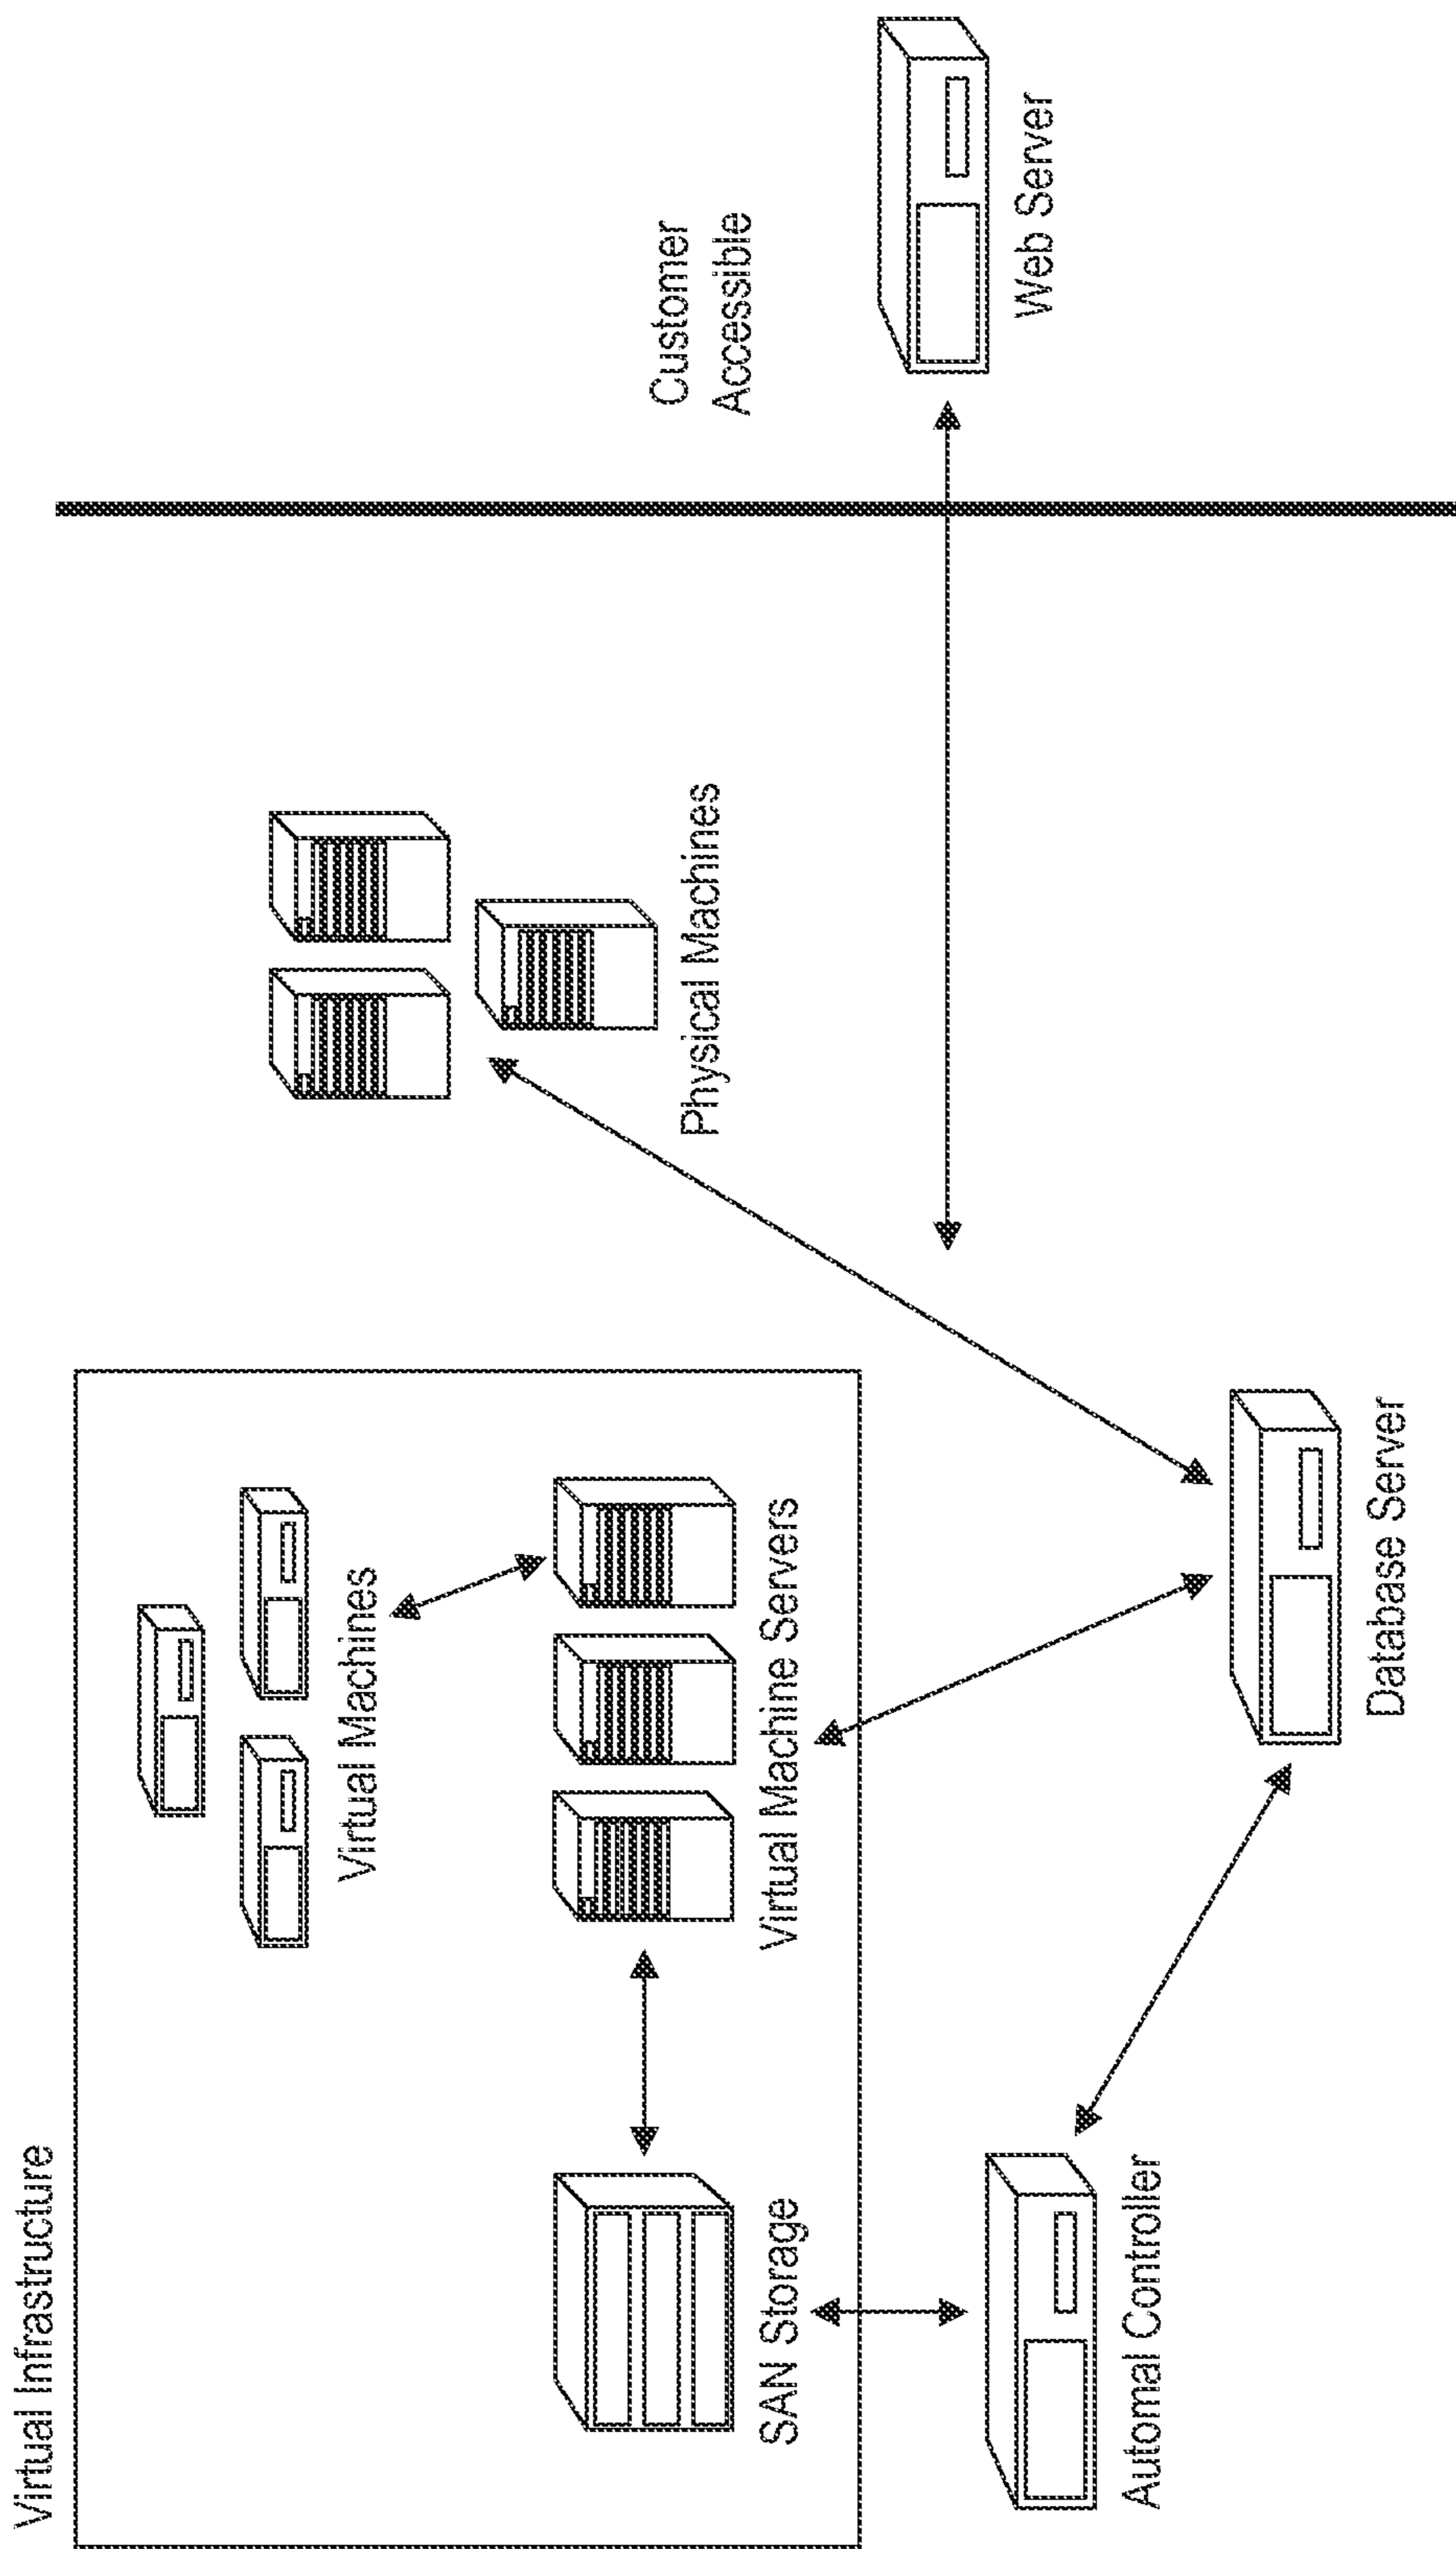 Virtual Infrastructure
Virtual Machines
SAN Storage
Virtual Machine Servers
Physical Machines
Customer
Accessible
Automal Controller
Database Server
Web Server